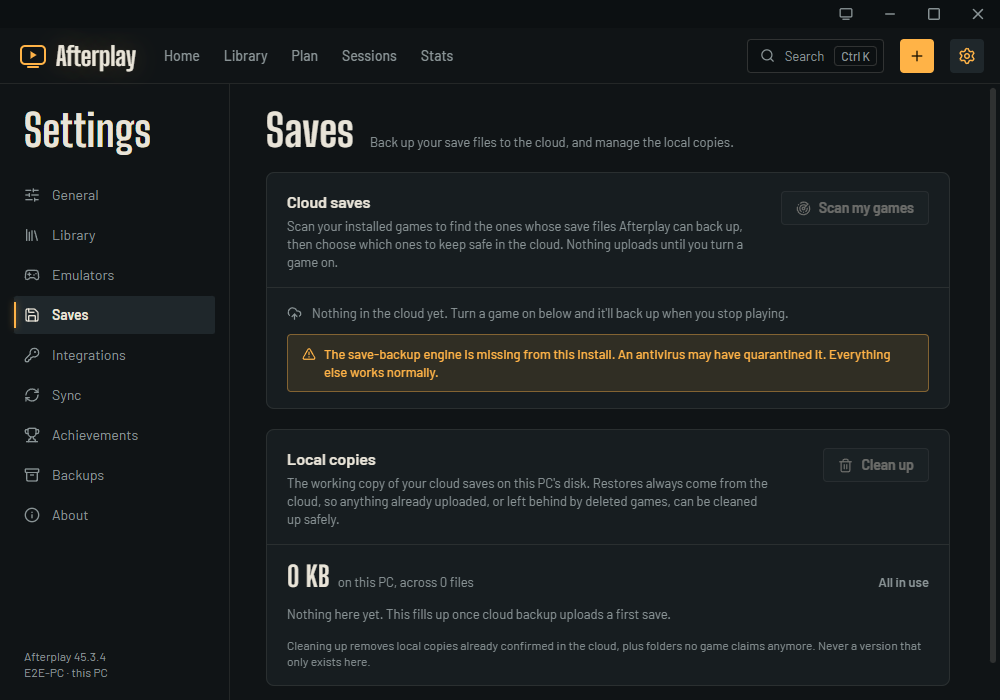 Afterplay
Home
Library
Plan
Sessions
Stats
Search
Ctrl K
Settings
General
Library
Emulators
Saves
Integrations
Sync
Achievements
Backups
About
Afterplay 45.3.4
E2E-PC · this PC
Saves
Back up your save files to the cloud, and manage the local copies.
Cloud saves
Scan your installed games to find the ones whose save files Afterplay can back up,
then choose which ones to keep safe in the cloud. Nothing uploads until you turn a
game on.
Scan my games
Nothing in the cloud yet. Turn a game on below and it'll back up when you stop playing.
The save-backup engine is missing from this install. An antivirus may have quarantined it. Everything
else works normally.
Local copies
The working copy of your cloud saves on this PC's disk. Restores always come from the
cloud, so anything already uploaded, or left behind by deleted games, can be cleaned
up safely.
Clean up
0 KB on this PC, across 0 files
All in use
Nothing here yet. This fills up once cloud backup uploads a first save.
Cleaning up removes local copies already confirmed in the cloud, plus folders no game claims anymore. Never a version that
only exists here.